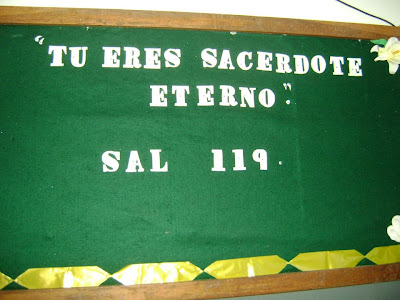 "TU ERES SACERDOTE
ETERNO".
SAL 119.